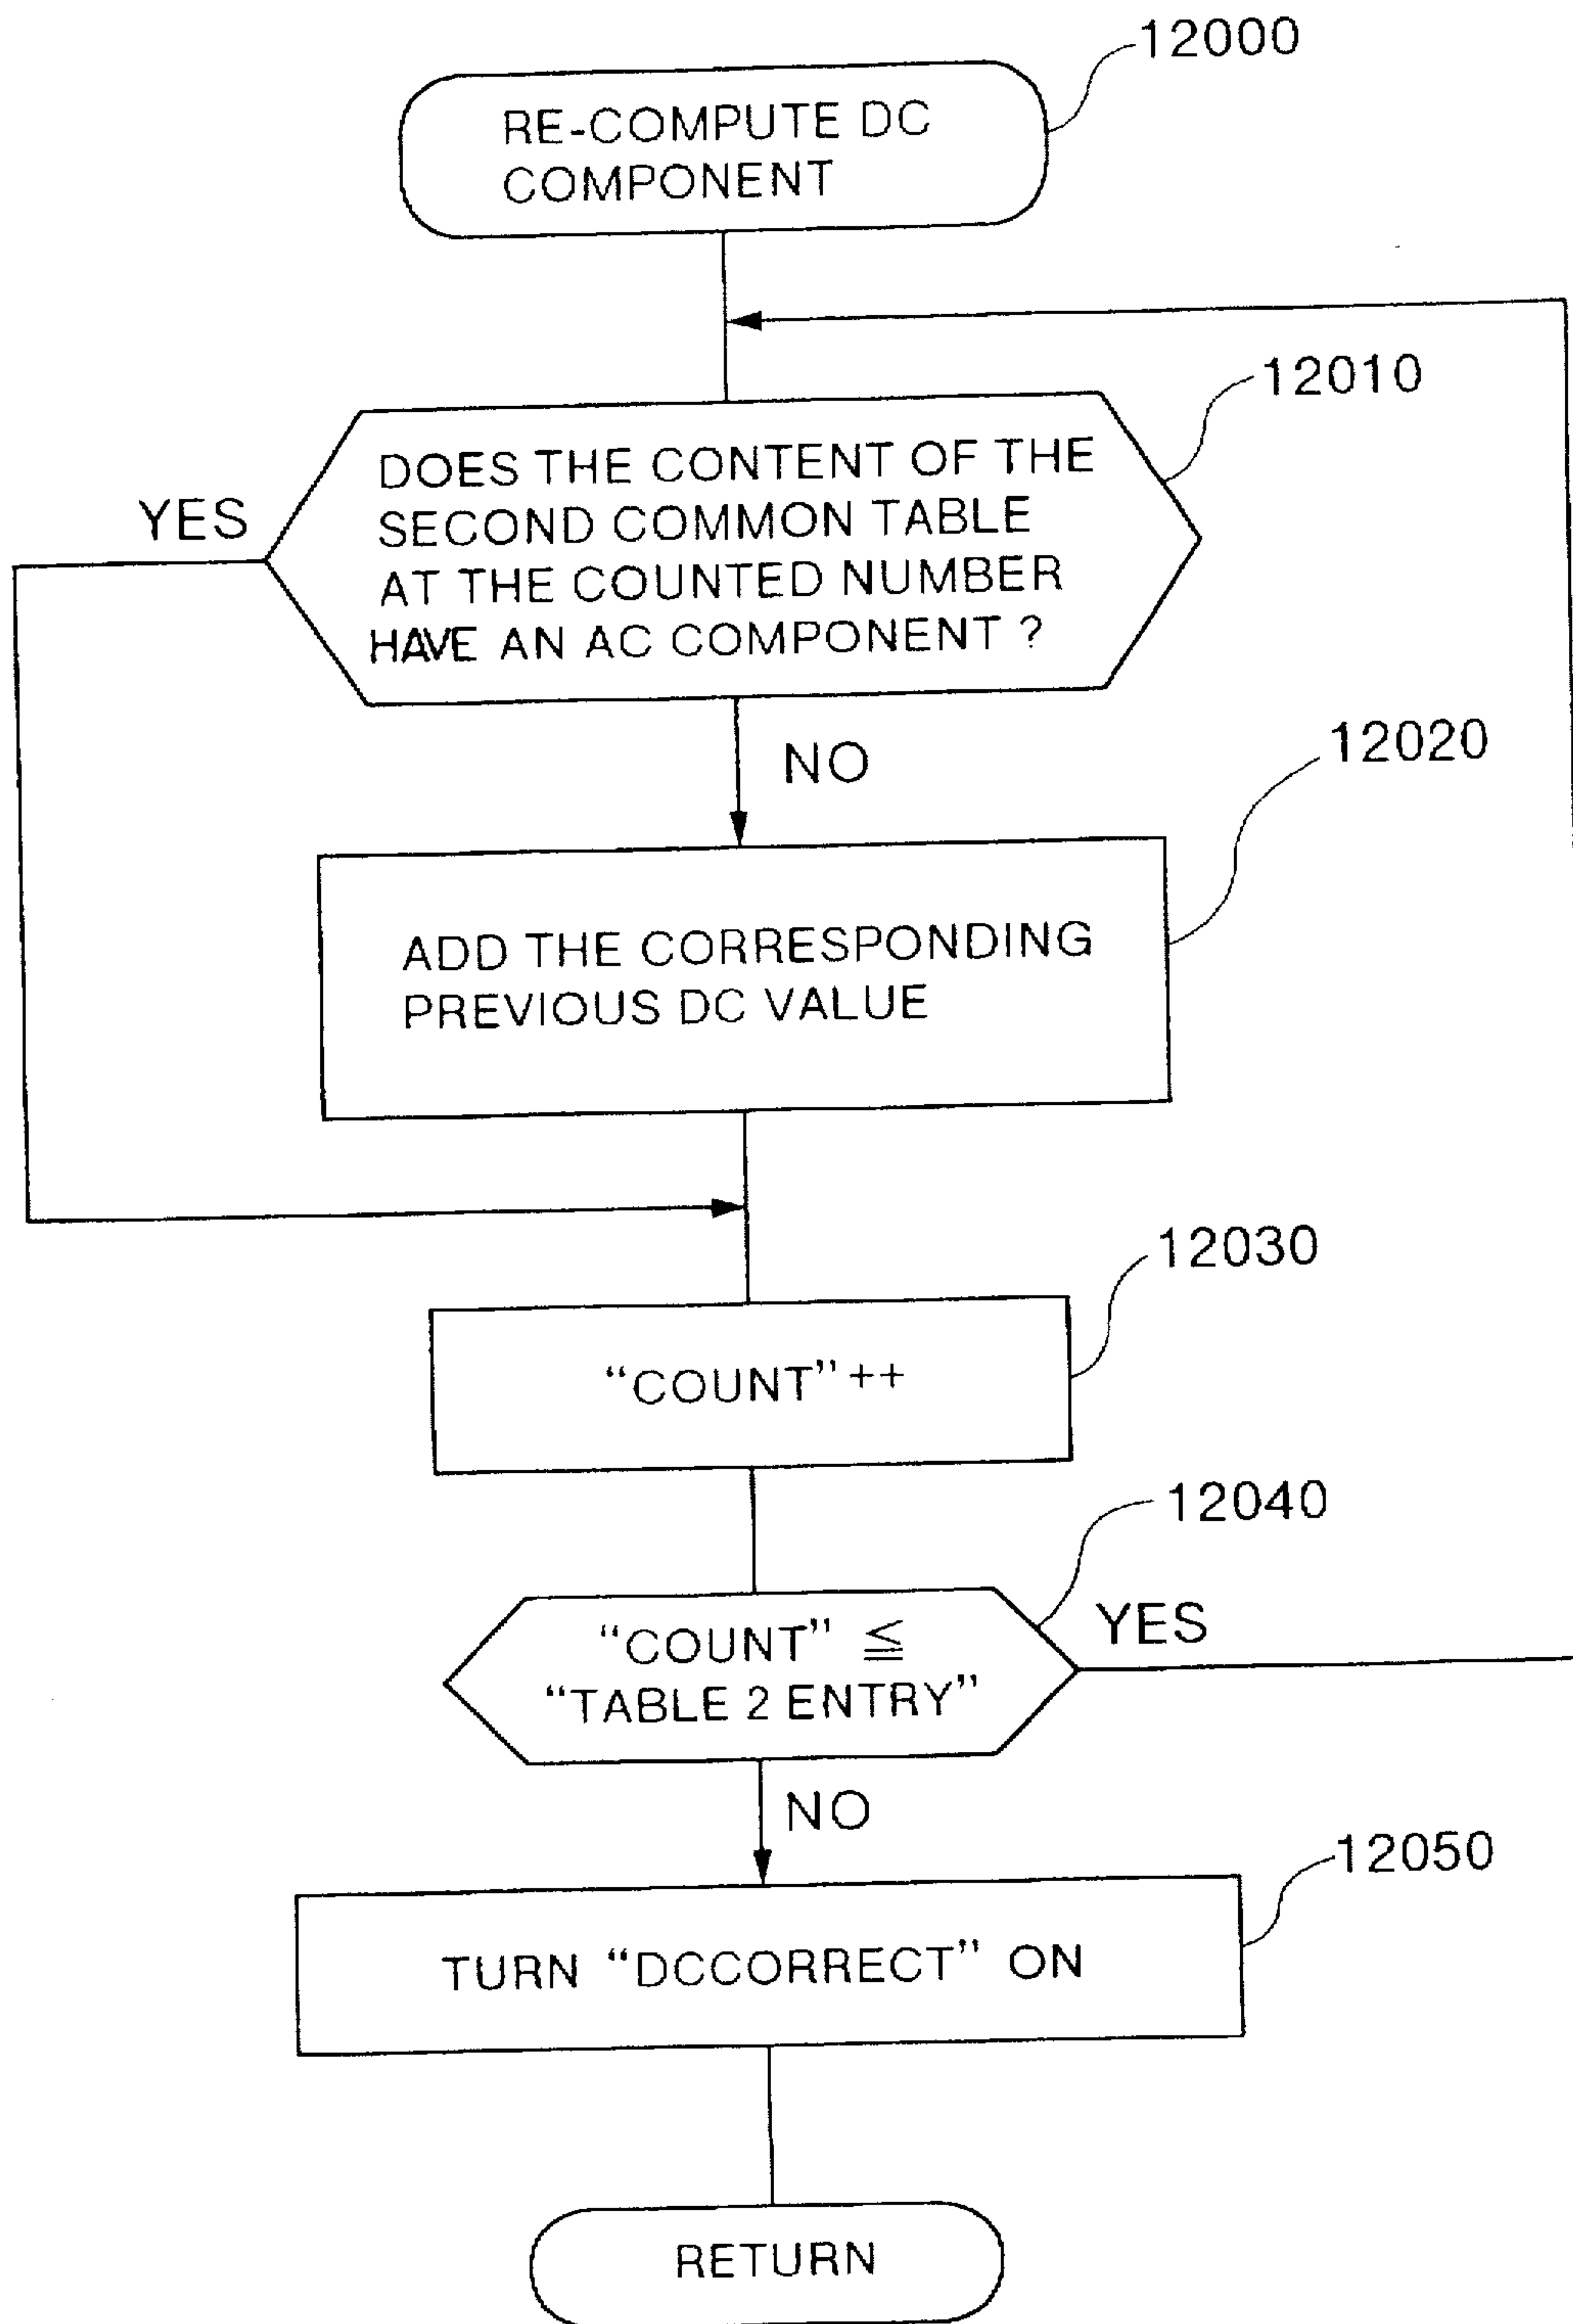 12000
RE-COMPUTE DC
COMPONENT
12010
DOES THE CONTENT OF THE
SECOND COMMON TABLE
AT THE COUNTED NUMBER
HAVE AN AC COMPONENT ?
YES
NO
12020
ADD THE CORRESPONDING
PREVIOUS DC VALUE
12030
“COUNT”++
12040
“COUNT” ≦
“TABLE 2 ENTRY”
YES
NO
12050
TURN “DCCORRECT” ON
RETURN